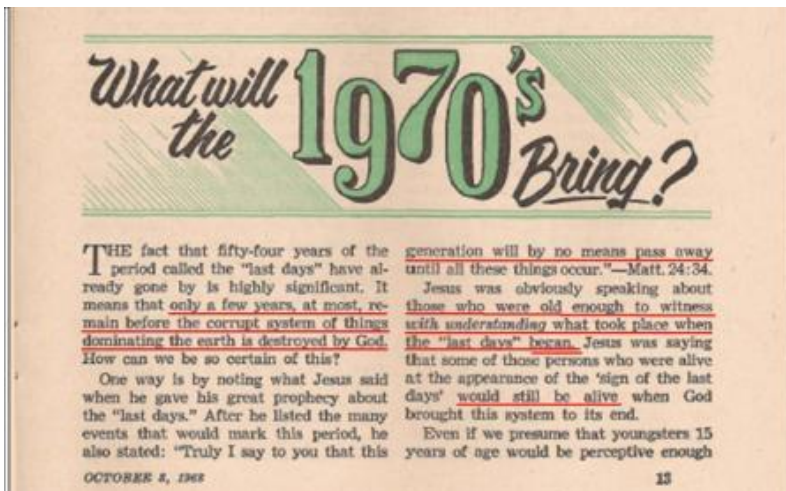 What will
the
1970's
Bring?
THE fact that fifty-four years of the
period called the "last days" have al-
ready gone by is highly significant. It
means that only a few years, at most, re-
main before the corrupt system of things
dominating the earth is destroyed by God.
How can we be so certain of this?
One way is by noting what Jesus said
when he gave his great prophecy about
the "last days." After he listed the many
events that would mark this period, he
also stated: "Truly I say to you that this
generation will by no means pass away
until all these things occur."—Matt. 24:34.
Jesus was obviously speaking about
those who were old enough to witness
with understanding what took place when
the "last days" began. Jesus was saying
that some of those persons who were alive
at the appearance of the 'sign of the last
days' would still be alive when God
brought this system to its end.
Even if we presume that youngsters 15
years of age would be perceptive enough
OCTOBER 8, 1968
13